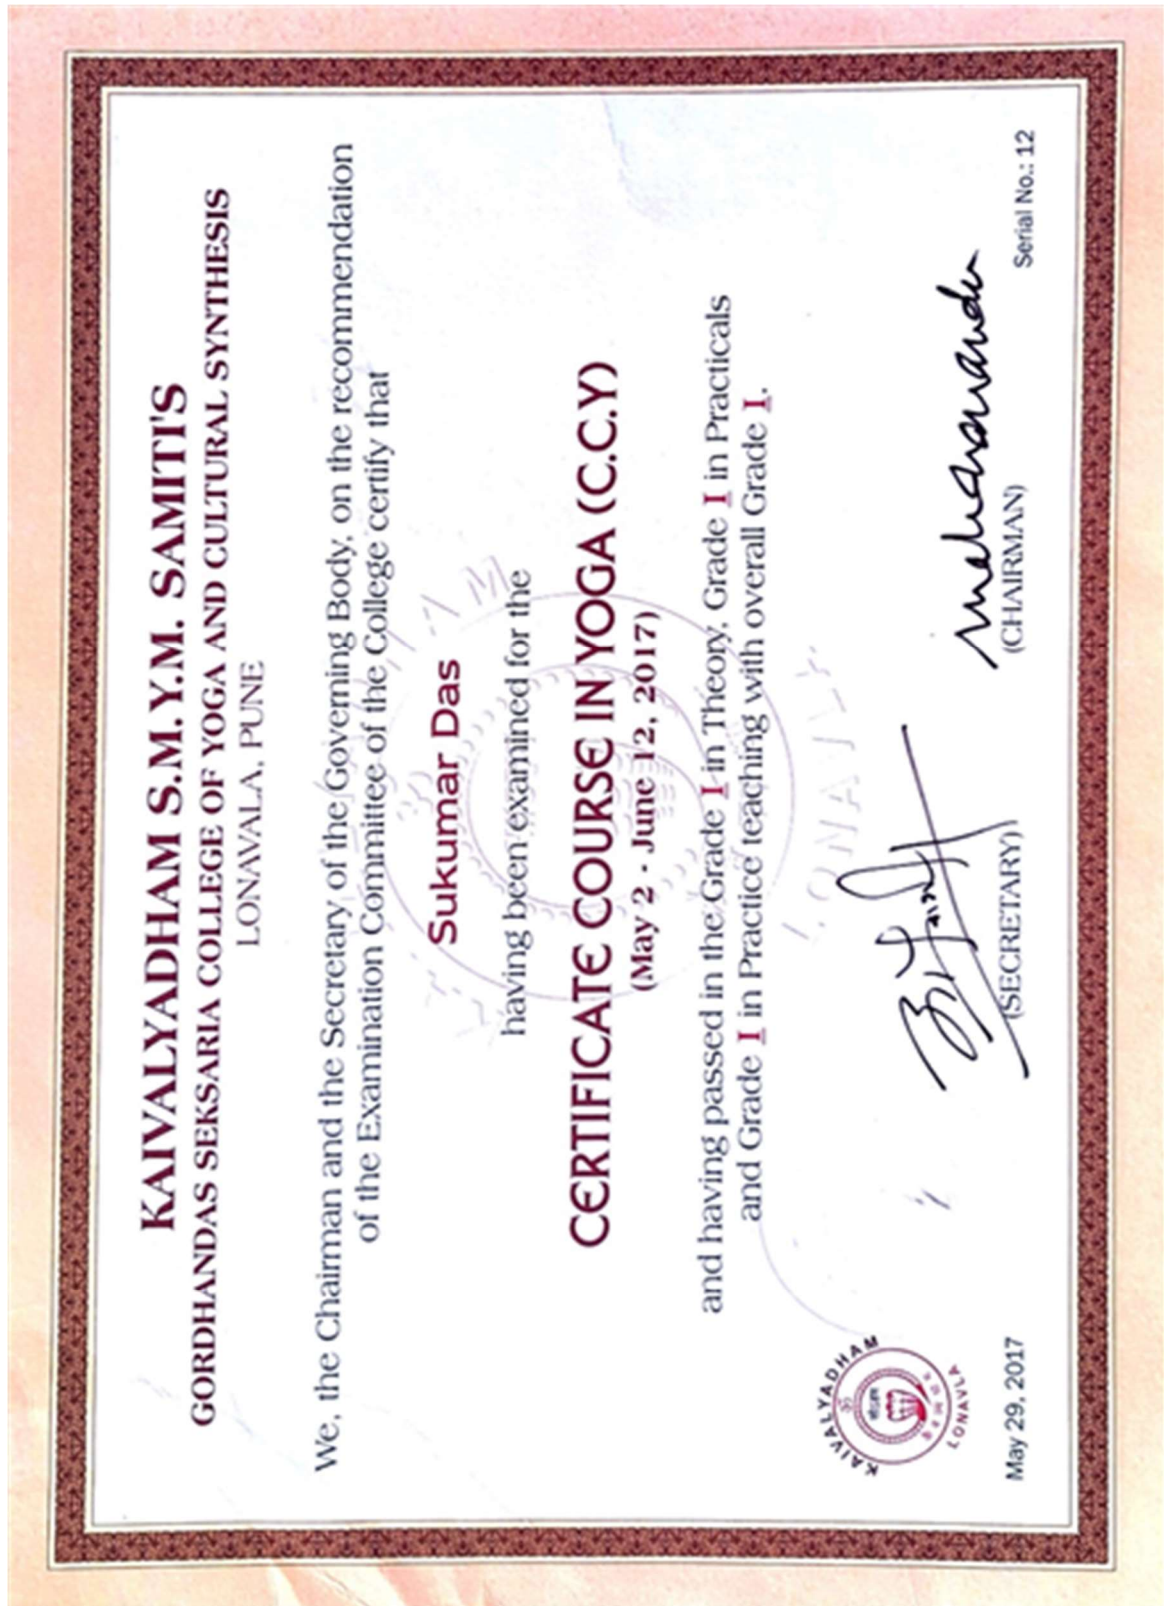 KAIVALYADHAM S.M.Y.M. SAMITI'S
GORDHANDAS SEKSARIA COLLEGE OF YOGA AND CULTURAL SYNTHESIS
LONAVALA, PUNE
We, the Chairman and the Secretary of the Governing Body, on the recommendation
of the Examination Committee of the College certify that
Sukumar Das
having been examined for the
CERTIFICATE COURSE IN YOGA (C.C.Y)
(May 2 - June 12, 2017)
and having passed in the Grade I in Theory, Grade I in Practicals
and Grade I in Practice teaching with overall Grade I.
KAIVALYADHAM
LONAVLA
(SECRETARY)
(CHAIRMAN)
May 29, 2017
Serial No.: 12